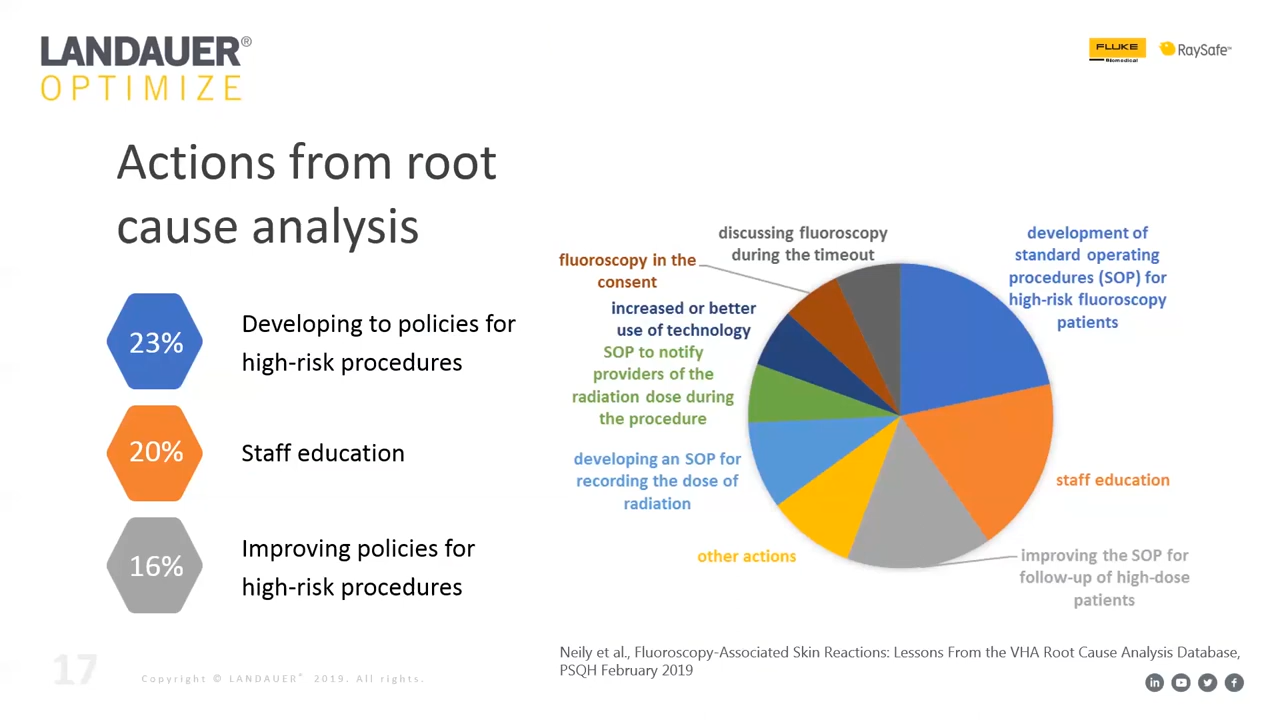 LANDAUER®
OPTIMIZE
FLUKE
Biomedical
RaySafe™
Actions from root
cause analysis
23%
Developing to policies for
high-risk procedures
20%
Staff education
16%
Improving policies for
high-risk procedures
discussing fluoroscopy
during the timeout
fluoroscopy in the
consent
increased or better
use of technology
SOP to notify
providers of the
radiation dose during
the procedure
developing an SOP for
recording the dose of
radiation
other actions
development of
standard operating
procedures (SOP) for
high-risk fluoroscopy
patients
staff education
improving the SOP for
follow-up of high-dose
patients
Neily et al., Fluoroscopy-Associated Skin Reactions: Lessons From the VHA Root Cause Analysis Database,
PSQH February 2019
17
Copyright © LANDAUER® 2019. All rights.
in
f